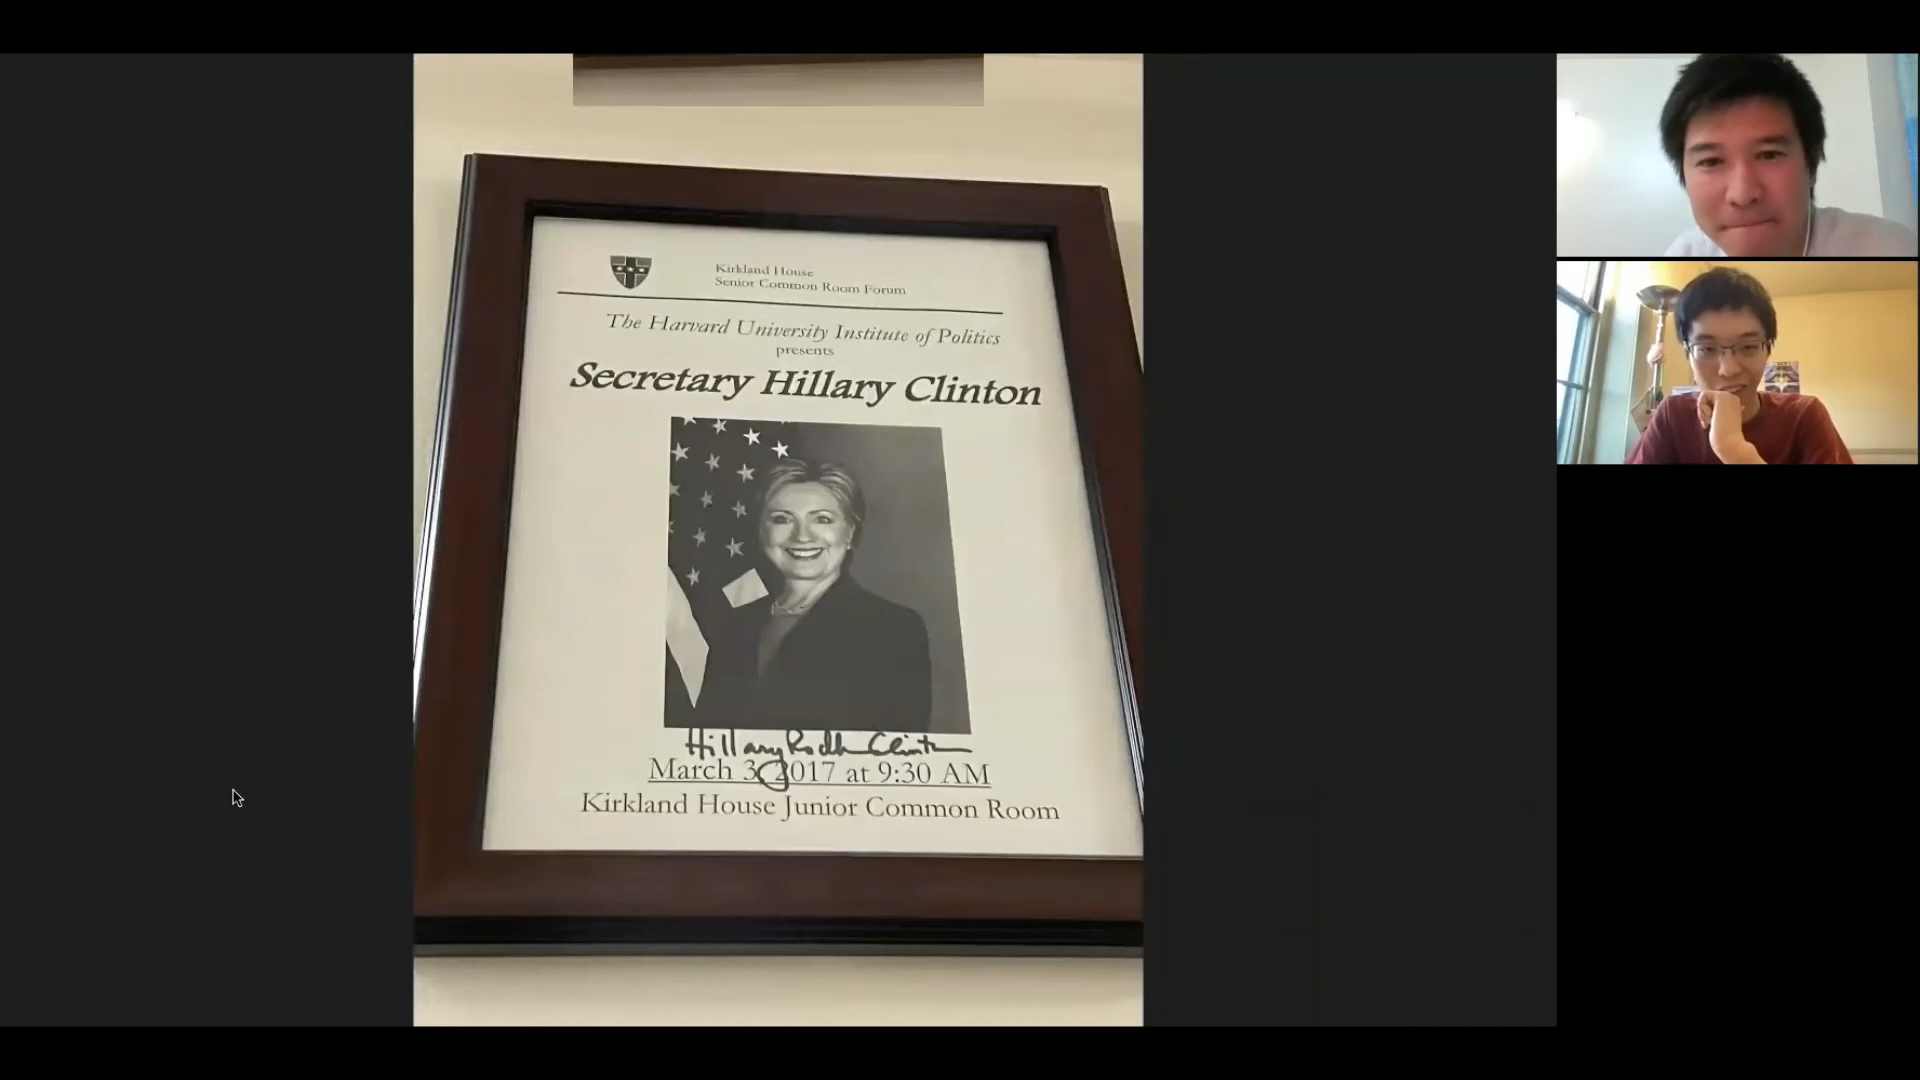 Kirkland House
Senior Common Room Forum
The Harvard University Institute of Politics
presents
Secretary Hillary Clinton
Hillary Rodham Clinton
March 3, 2017 at 9:30 AM
Kirkland House Junior Common Room